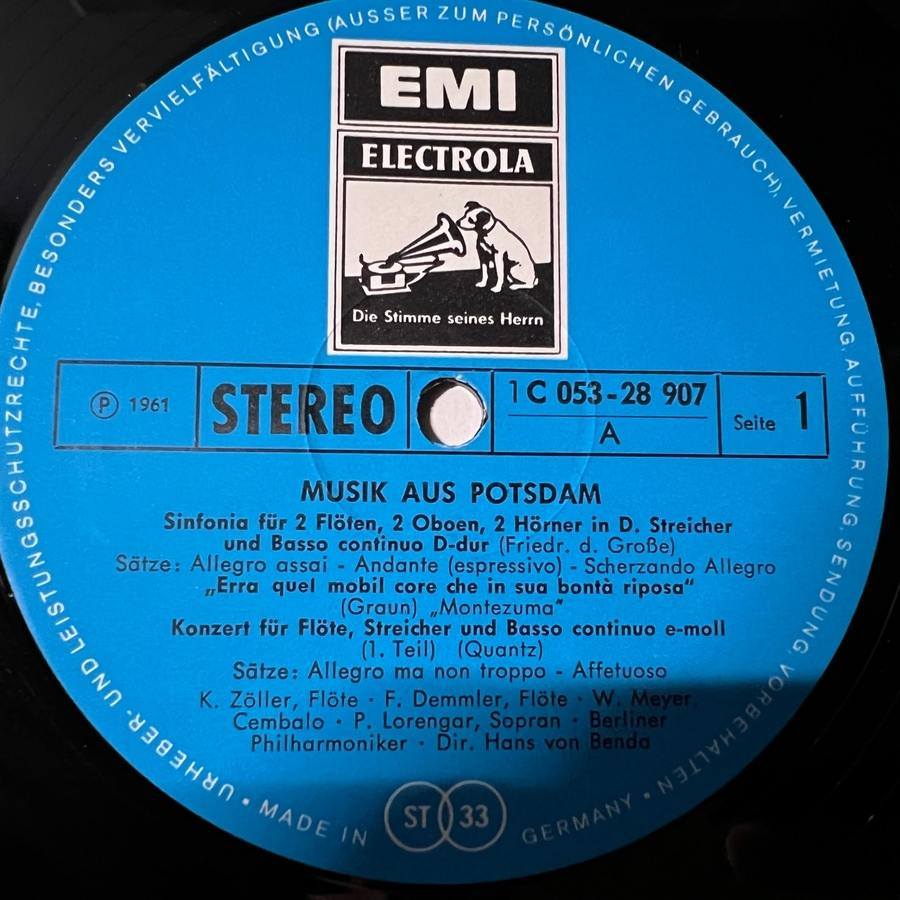 URHEBER- UND LEISTUNGSSCHUTZRECHTE, BESONDERS VERVIELFÄLTIGUNG (AUSSER ZUM PERSÖNLICHEN GEBRAUCH), VERMIETUNG, AUFFÜHRUNG, SENDUNG, VORBEHALTEN •
EMI
ELECTROLA
Die Stimme seines Herrn
Ⓟ 1961
STEREO
1 C 053-28 907
A
Seite 1
MUSIK AUS POTSDAM
Sinfonia für 2 Flöten, 2 Oboen, 2 Hörner in D. Streicher
und Basso continuo D-dur (Friedr. d. Große)
Sätze: Allegro assai - Andante (espressivo) - Scherzando Allegro
„Erra quel mobil core che in sua bontà riposa“
(Graun) „Montezuma“
Konzert für Flöte, Streicher und Basso continuo e-moll
(1. Teil) (Quantz)
Sätze: Allegro ma non troppo - Affetuoso
K. Zöller, Flöte · F. Demmler, Flöte · W. Meyer,
Cembalo · P. Lorengar, Sopran · Berliner
Philharmoniker · Dir. Hans von Benda
• MADE IN GERMANY •
ST 33